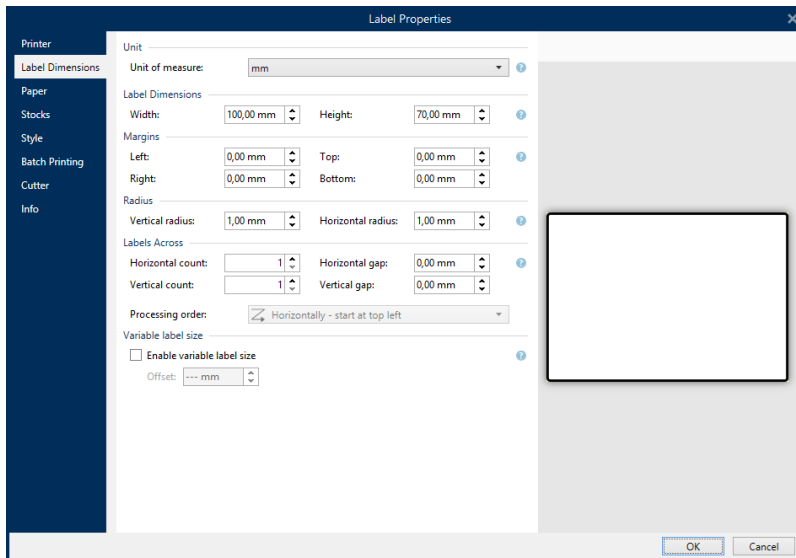 Label Properties
Printer
Label Dimensions
Paper
Stocks
Style
Batch Printing
Cutter
Info
Unit
Unit of measure: mm
Label Dimensions
Width: 100,00 mm Height: 70,00 mm
Margins
Left: 0,00 mm Top: 0,00 mm
Right: 0,00 mm Bottom: 0,00 mm
Radius
Vertical radius: 1,00 mm Horizontal radius: 1,00 mm
Labels Across
Horizontal count: 1 Horizontal gap: 0,00 mm
Vertical count: 1 Vertical gap: 0,00 mm
Processing order: Horizontally - start at top left
Variable label size
Enable variable label size
Offset: --- mm
OK Cancel